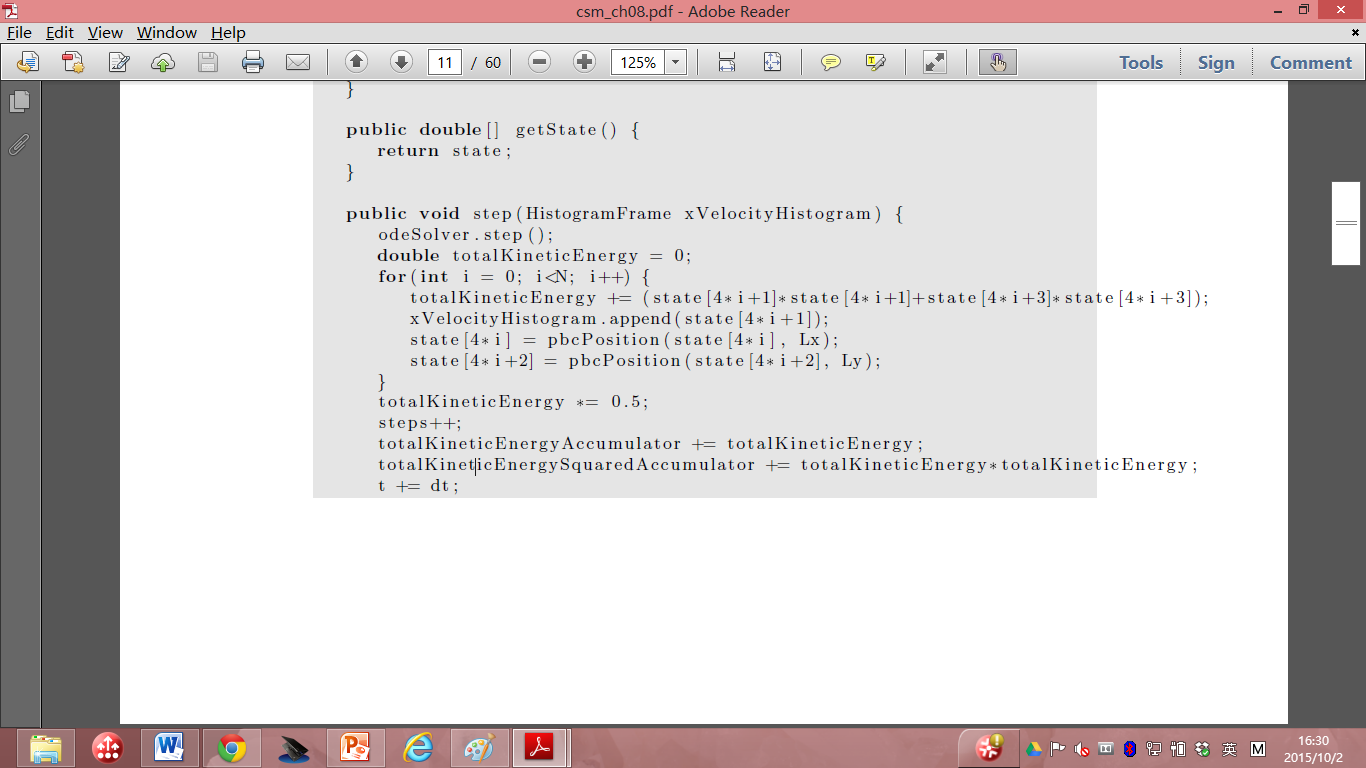 csm_ch08.pdf - Adobe Reader
File Edit View Window Help
11 / 60 125% Tools Sign Comment
}
public double[] getState() {
return state;
}
public void step(HistogramFrame xVelocityHistogram) {
odeSolver.step();
double totalKineticEnergy = 0;
for(int i = 0; i<N; i++) {
totalKineticEnergy += (state[4*i+1]*state[4*i+1]+state[4*i+3]*state[4*i+3]);
xVelocityHistogram.append(state[4*i+1]);
state[4*i] = pbcPosition(state[4*i], Lx);
state[4*i+2] = pbcPosition(state[4*i+2], Ly);
}
totalKineticEnergy *= 0.5;
steps++;
totalKineticEnergyAccumulator += totalKineticEnergy;
totalKineticEnergySquaredAccumulator += totalKineticEnergy*totalKineticEnergy;
t += dt;
英 M
16:30
2015/10/2